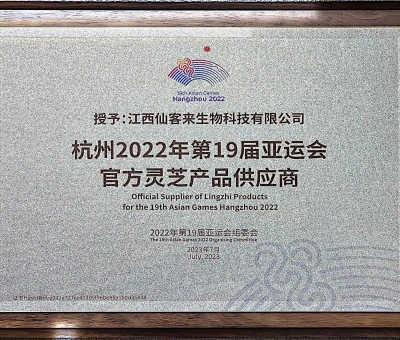 19th Asian Games
Hangzhou 2022
授予:江西仙客来生物科技有限公司
杭州2022年第19届亚运会
官方灵芝产品供应商
Official Supplier of Lingzhi Products
for the 19th Asian Games Hangzhou 2022
2022年第19届亚运会组委会
The 19th Asian Games 2022 Organising Committee
2023年7月
July, 2023